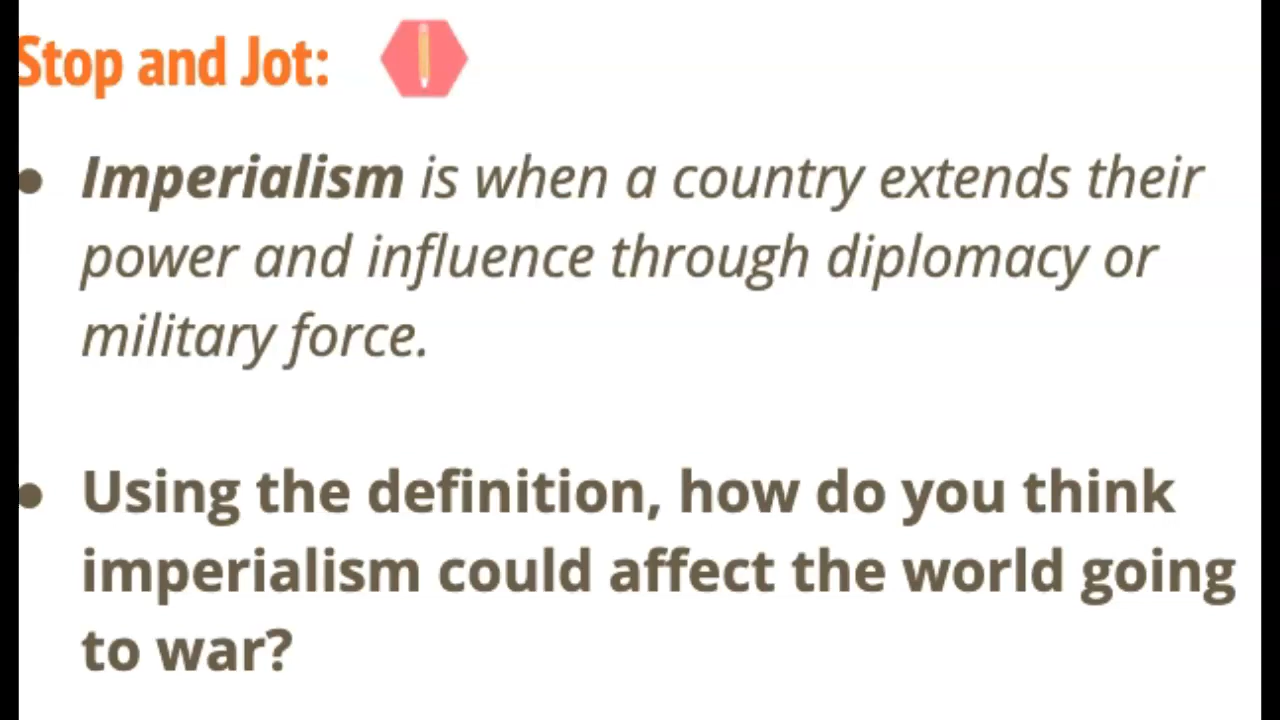 Stop and Jot:
Imperialism is when a country extends their
power and influence through diplomacy or
military force.
Using the definition, how do you think
imperialism could affect the world going
to war?